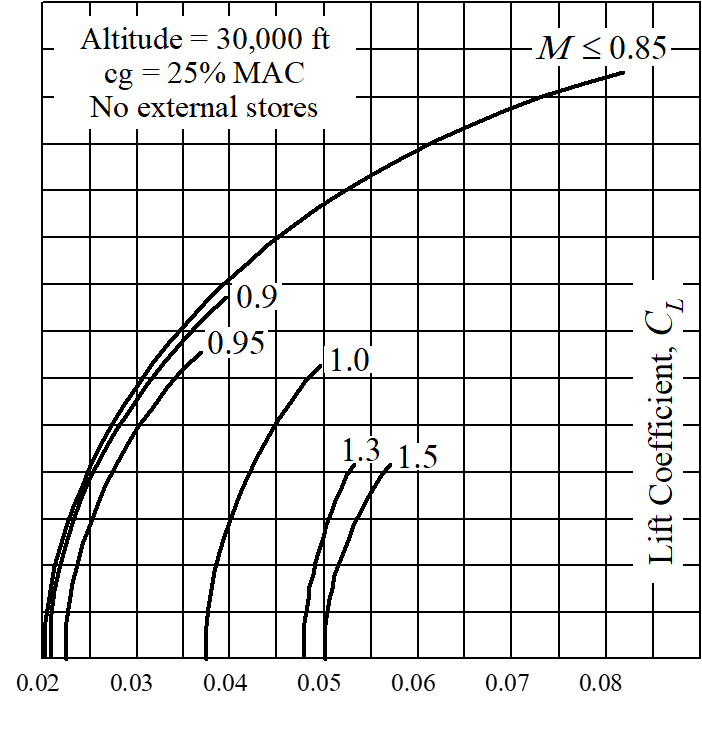 Altitude = 30,000 ft
cg = 25% MAC
No external stores
M ≤ 0.85
0.9
0.95
1.0
1.3
1.5
Lift Coefficient, C_L
0.02 0.03 0.04 0.05 0.06 0.07 0.08